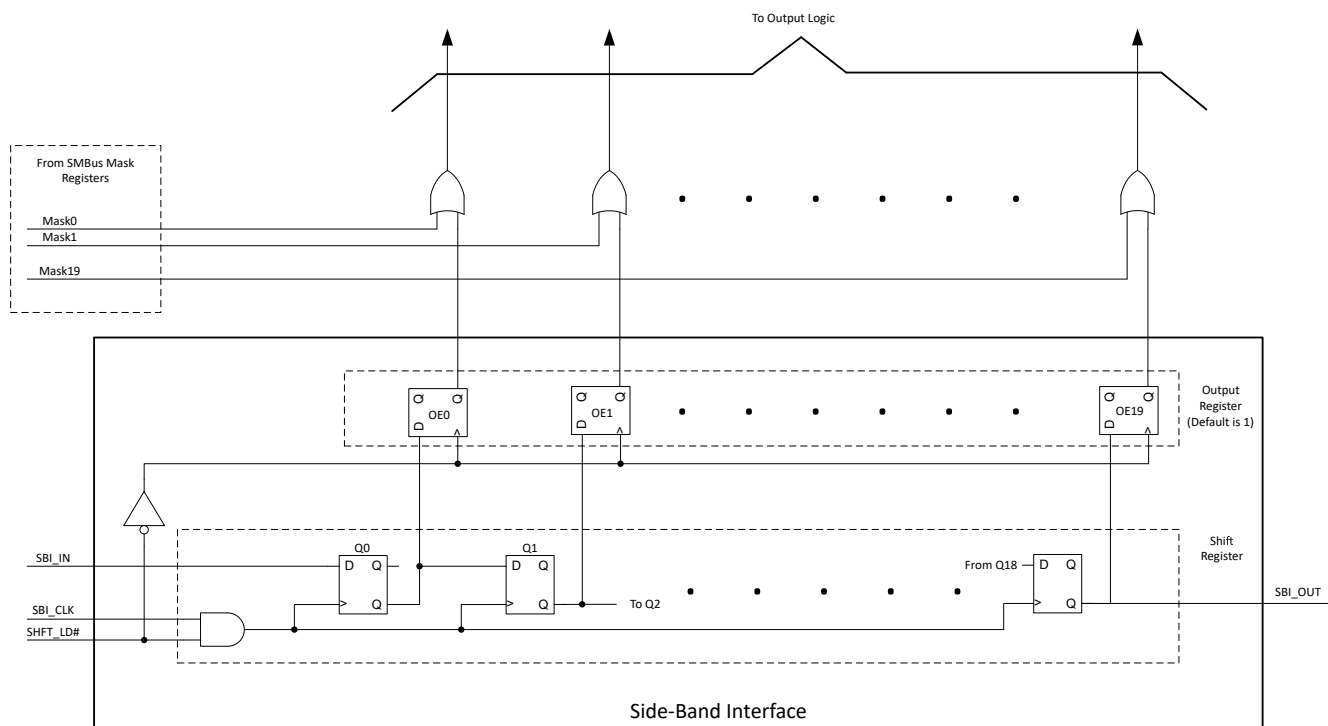 To Output Logic
From SMBus Mask
Registers
Mask0
Mask1
Mask19
Q Q
OE0
D >
Q Q
OE1
D >
Q Q
OE19
D >
Output
Register
(Default is 1)
Q0
Q1
Shift
Register
SBI_IN
D Q
D Q
From Q18
D Q
SBI_CLK
> Q
> Q
To Q2
> Q
SBI_OUT
SHFT_LD#
Side-Band Interface